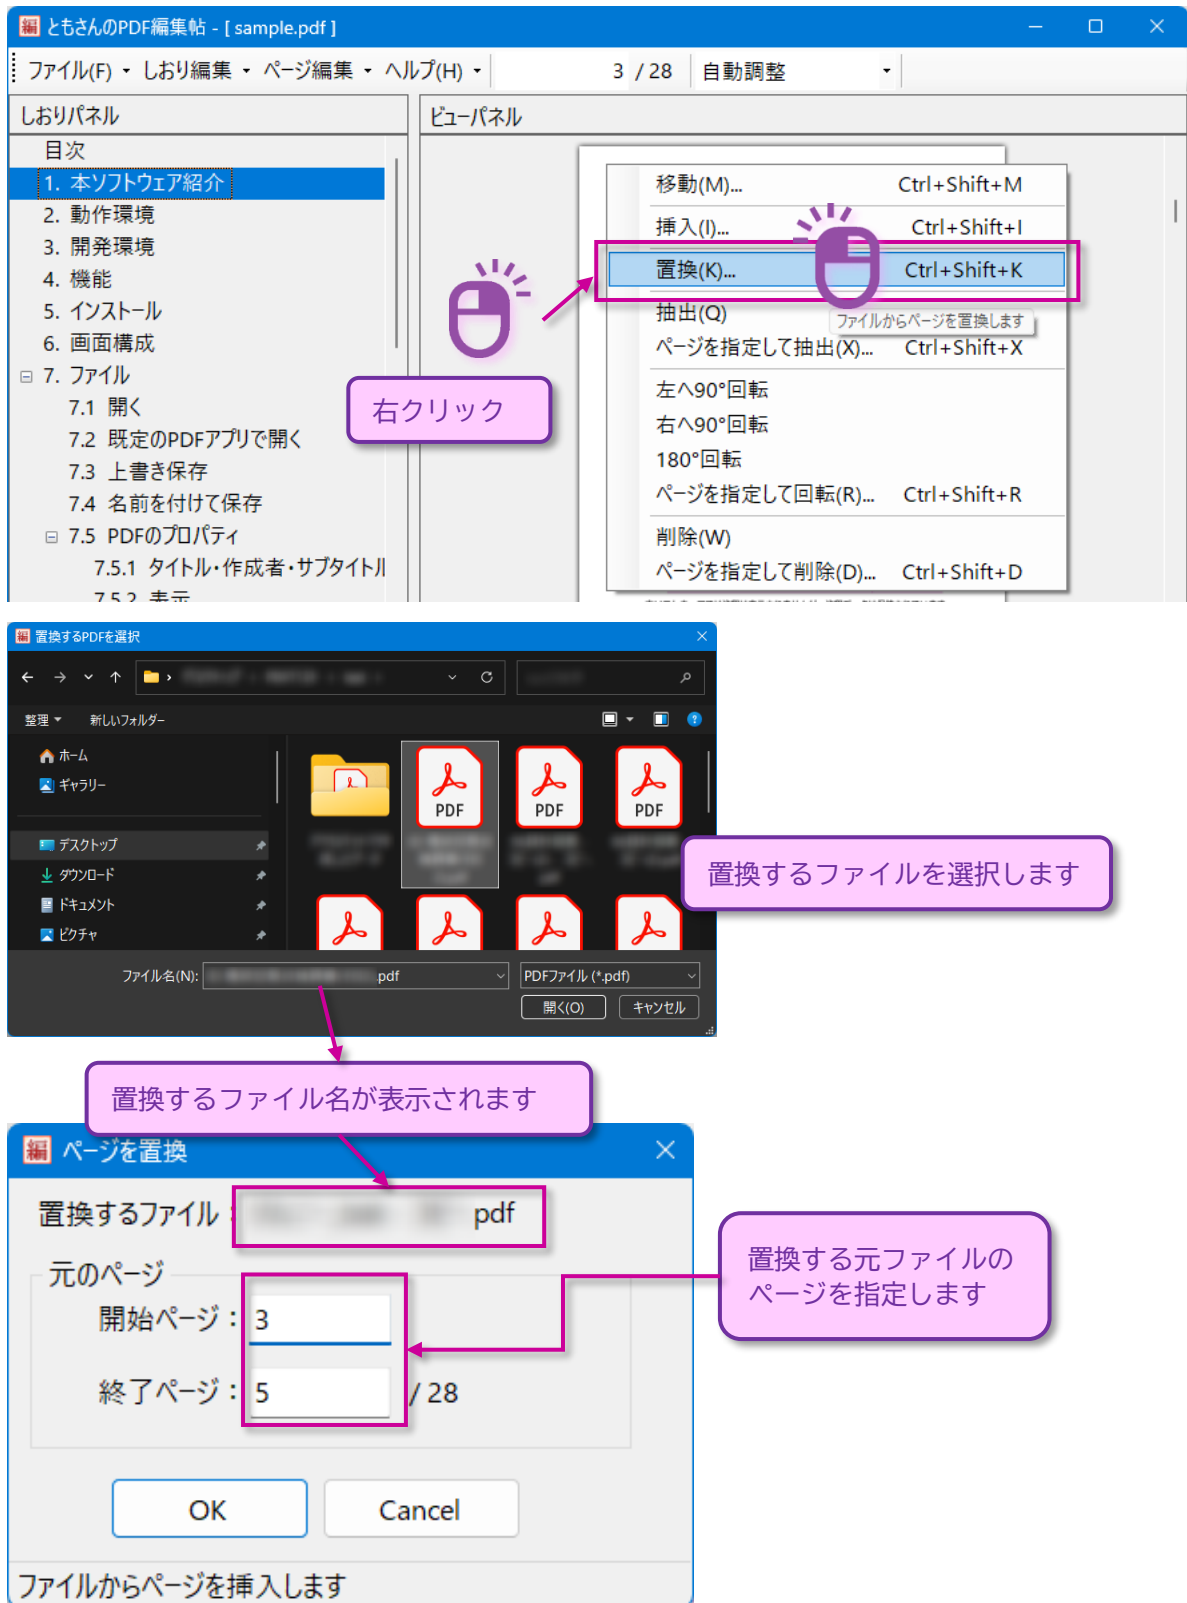 編 ともさんのPDF編集帖 - [ sample.pdf ]
ファイル(F) しおり編集 ページ編集 ヘルプ(H) 3 / 28 自動調整
しおりパネル
目次
1. 本ソフトウェア紹介
2. 動作環境
3. 開発環境
4. 機能
5. インストール
6. 画面構成
7. ファイル
7.1 開く
7.2 既定のPDFアプリで開く
7.3 上書き保存
7.4 名前を付けて保存
7.5 PDFのプロパティ
7.5.1 タイトル・作成者・サブタイトル
7.5.2 表示
ビューパネル
移動(M)... Ctrl+Shift+M
挿入(I)... Ctrl+Shift+I
置換(K)... Ctrl+Shift+K
抽出(Q)
ファイルからページを置換します
ページを指定して抽出(X)... Ctrl+Shift+X
左へ90°回転
右へ90°回転
180°回転
ページを指定して回転(R)... Ctrl+Shift+R
削除(W)
ページを指定して削除(D)... Ctrl+Shift+D
右クリック
編 置換するPDFを選択
整理 新しいフォルダー
ホーム
ギャラリー
デスクトップ
ダウンロード
ドキュメント
ピクチャ
PDF PDF PDF
ファイル名(N): .pdf PDFファイル (*.pdf)
開く(O) キャンセル
置換するファイルを選択します
置換するファイル名が表示されます
編 ページを置換
置換するファイル : pdf
元のページ
開始ページ : 3
終了ページ : 5 / 28
OK Cancel
ファイルからページを挿入します
置換する元ファイルの
ページを指定します